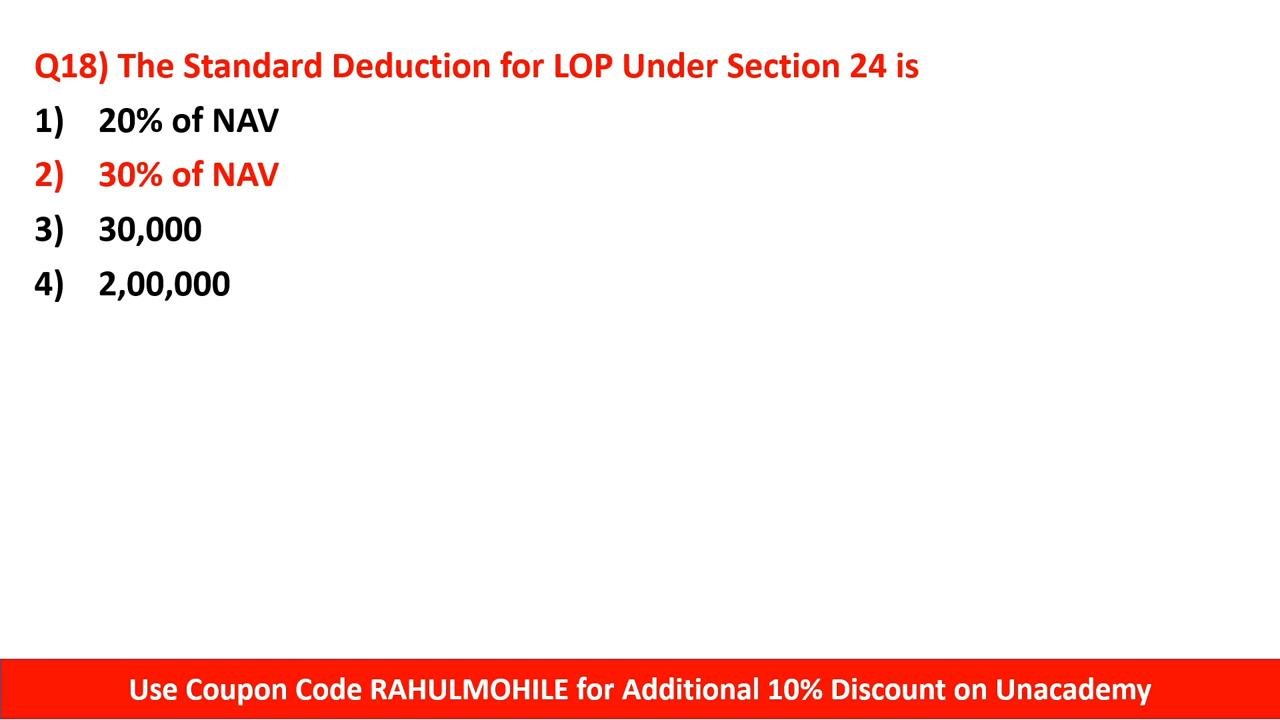 Q18) The Standard Deduction for LOP Under Section 24 is
1) 20% of NAV
2) 30% of NAV
3) 30,000
4) 2,00,000
Use Coupon Code RAHULMOHILE for Additional 10% Discount on Unacademy